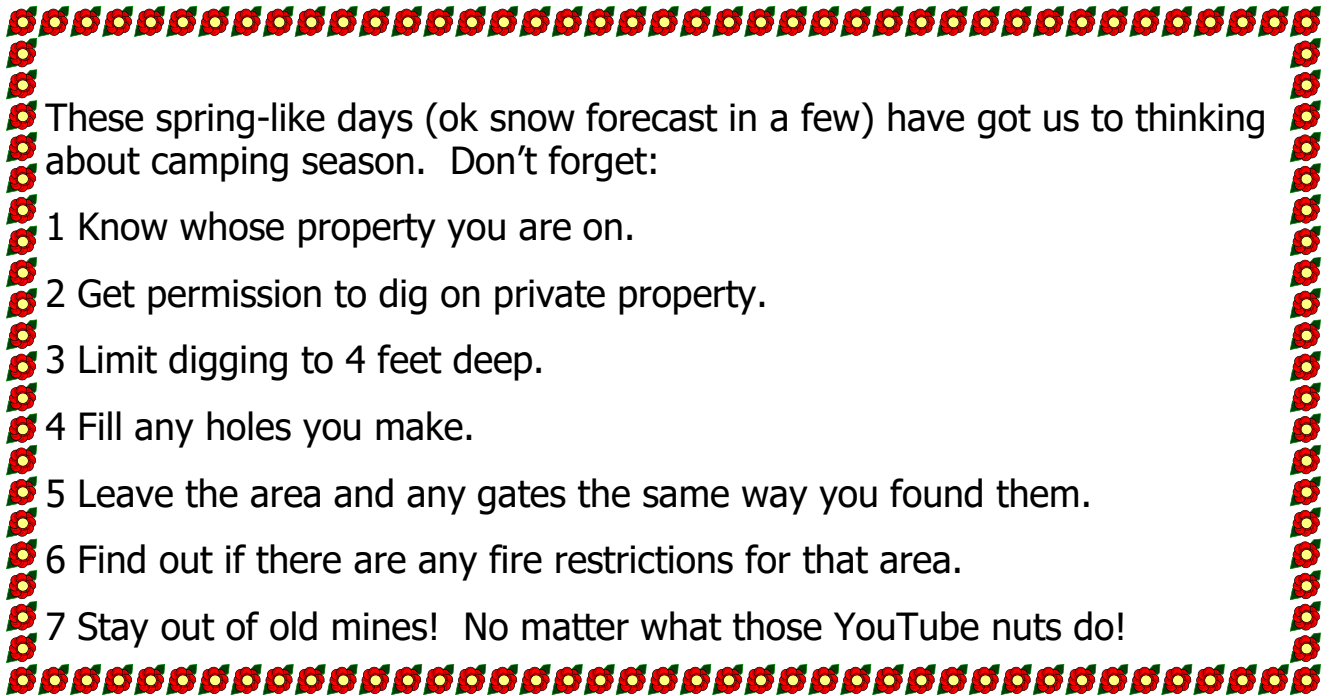 These spring-like days (ok snow forecast in a few) have got us to thinking
about camping season.  Don’t forget:
1 Know whose property you are on.
2 Get permission to dig on private property.
3 Limit digging to 4 feet deep.
4 Fill any holes you make.
5 Leave the area and any gates the same way you found them.
6 Find out if there are any fire restrictions for that area.
7 Stay out of old mines!  No matter what those YouTube nuts do!